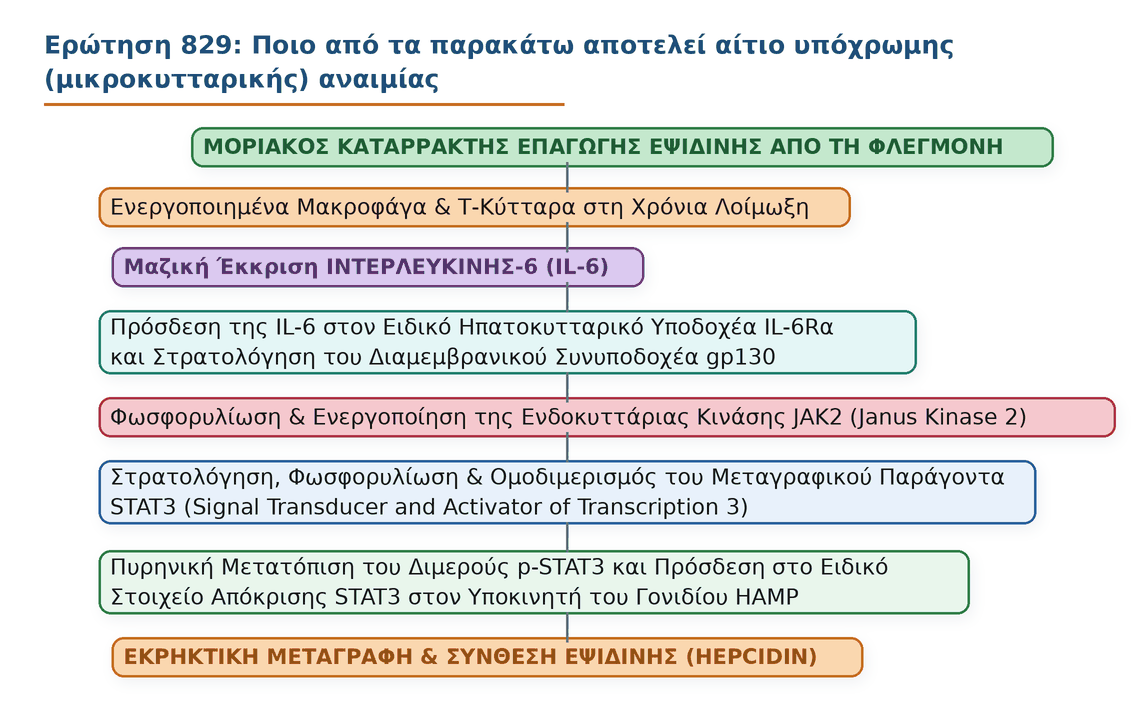 Ερώτηση 829: Ποιο από τα παρακάτω αποτελεί αίτιο υπόχρωμης
(μικροκυτταρικής) αναιμίας
ΜΟΡΙΑΚΟΣ ΚΑΤΑΡΡΑΚΤΗΣ ΕΠΑΓΩΓΗΣ ΕΨΙΔΙΝΗΣ ΑΠΟ ΤΗ ΦΛΕΓΜΟΝΗ
Ενεργοποιημένα Μακροφάγα & Τ-Κύτταρα στη Χρόνια Λοίμωξη
Μαζική Έκκριση ΙΝΤΕΡΛΕΥΚΙΝΗΣ-6 (IL-6)
Πρόσδεση της IL-6 στον Ειδικό Ηπατοκυτταρικό Υποδοχέα IL-6Rα
και Στρατολόγηση του Διαμεμβρανικού Συνυποδοχέα gp130
Φωσφορυλίωση & Ενεργοποίηση της Ενδοκυττάριας Κινάσης JAK2 (Janus Kinase 2)
Στρατολόγηση, Φωσφορυλίωση & Ομοδιμερισμός του Μεταγραφικού Παράγοντα
STAT3 (Signal Transducer and Activator of Transcription 3)
Πυρηνική Μετατόπιση του Διμερούς p-STAT3 και Πρόσδεση στο Ειδικό
Στοιχείο Απόκρισης STAT3 στον Υποκινητή του Γονιδίου HAMP
ΕΚΡΗΚΤΙΚΗ ΜΕΤΑΓΡΑΦΗ & ΣΥΝΘΕΣΗ ΕΨΙΔΙΝΗΣ (HEPCIDIN)